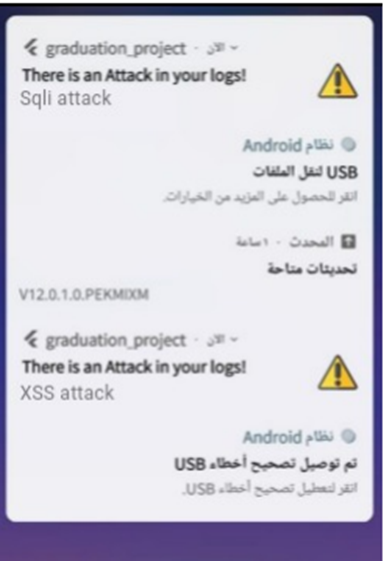 graduation_project · الآن
There is an Attack in your logs!
Sqli attack
نظام Android
USB لنقل الملفات
انقر للحصول على المزيد من الخيارات.
المحدث · ١ ساعة
تحديثات متاحة
V12.0.1.0.PEKMIXM
graduation_project · الآن
There is an Attack in your logs!
XSS attack
نظام Android
تم توصيل تصحيح أخطاء USB
انقر لتعطيل تصحيح أخطاء USB.